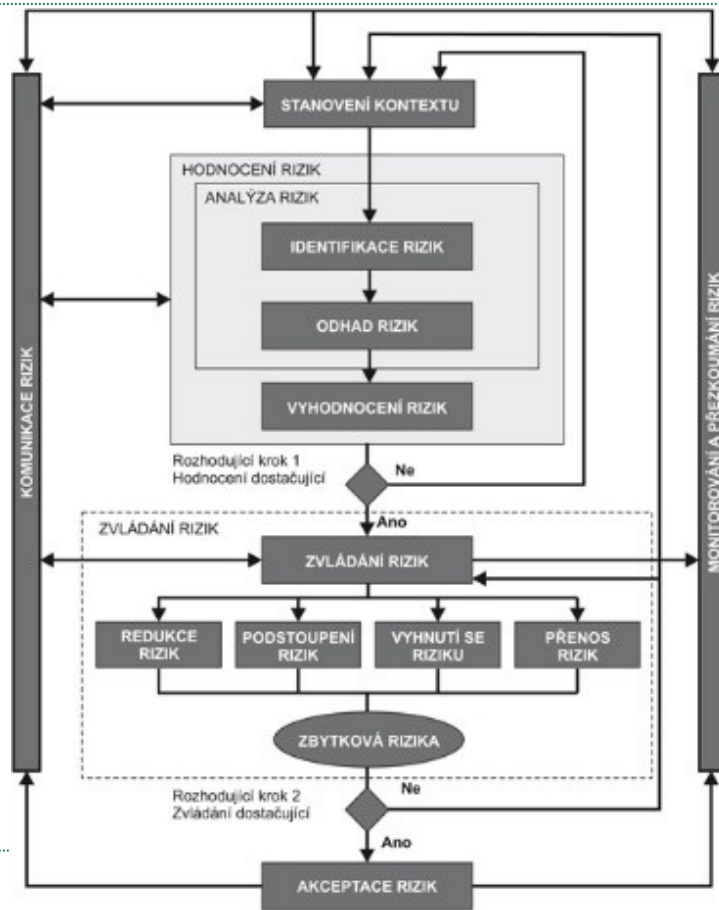 STANOVENÍ KONTEXTU
HODNOCENÍ RIZIK
ANALÝZA RIZIK
IDENTIFIKACE RIZIK
ODHAD RIZIK
VYHODNOCENÍ RIZIK
KOMUNIKACE RIZIK
MONITOROVÁNÍ A PŘEZKOUMÁNÍ RIZIK
Rozhodující krok 1
Hodnocení dostačující
Ne
Ano
ZVLÁDÁNÍ RIZIK
ZVLÁDÁNÍ RIZIK
REDUKCE
RIZIK
PODSTOUPENÍ
RIZIK
VYHNUTÍ SE
RIZIKU
PŘENOS
RIZIK
ZBYTKOVÁ RIZIKA
Rozhodující krok 2
Zvládání dostačující
Ne
Ano
AKCEPTACE RIZIK